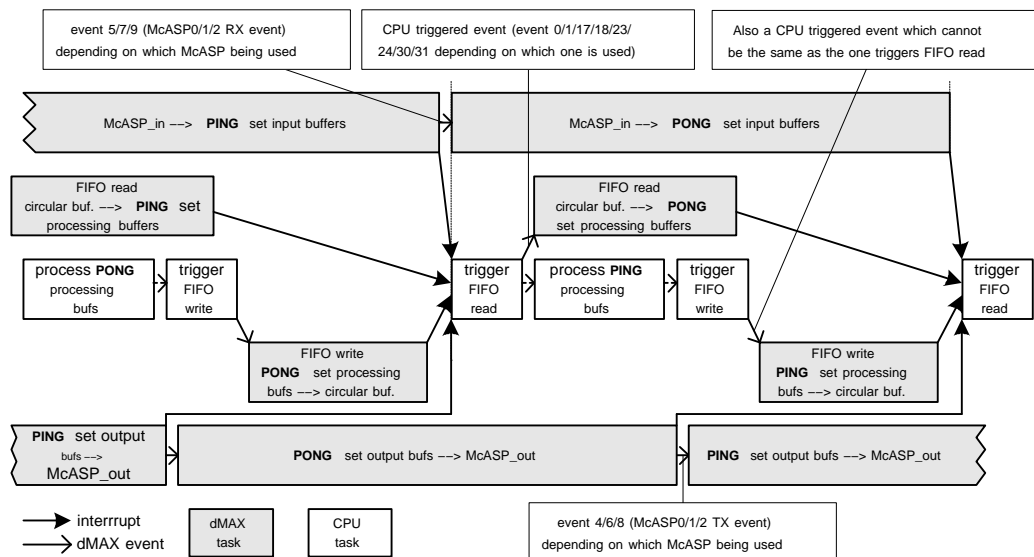 event 5/7/9 (McASP0/1/2 RX event)
depending on which McASP being used
CPU triggered event (event 0/1/17/18/23/
24/30/31 depending on which one is used)
Also a CPU triggered event which cannot
be the same as the one triggers FIFO read
McASP_in −−> PING set input buffers
McASP_in −−> PONG set input buffers
FIFO read
circular buf. −−> PING set
processing buffers
FIFO read
circular buf. −−> PONG
set processing buffers
process PONG
processing
bufs
trigger
FIFO
write
trigger
FIFO
read
process PING
processing
bufs
trigger
FIFO
write
trigger
FIFO
read
FIFO write
PONG set processing
bufs −−> circular buf.
FIFO write
PING set processing
bufs −−> circular buf.
PING set output
bufs −−>
McASP_out
PONG set output bufs −−> McASP_out
PING set output bufs −−> McASP_out
interrrupt
dMAX event
dMAX
task
CPU
task
event 4/6/8 (McASP0/1/2 TX event)
depending on which McASP being used